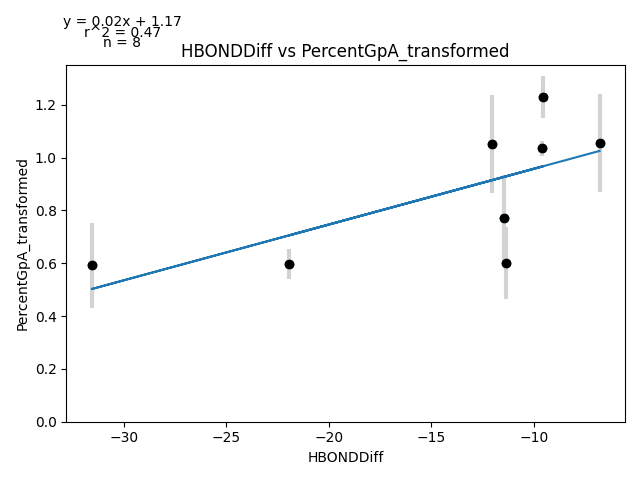 y = 0.02x + 1.17
r^2 = 0.47
n = 8
HBONDDiff vs PercentGpA_transformed
1.2
1.0
0.8
0.6
0.4
0.2
0.0
PercentGpA_transformed
−30
−25
−20
−15
−10
HBONDDiff